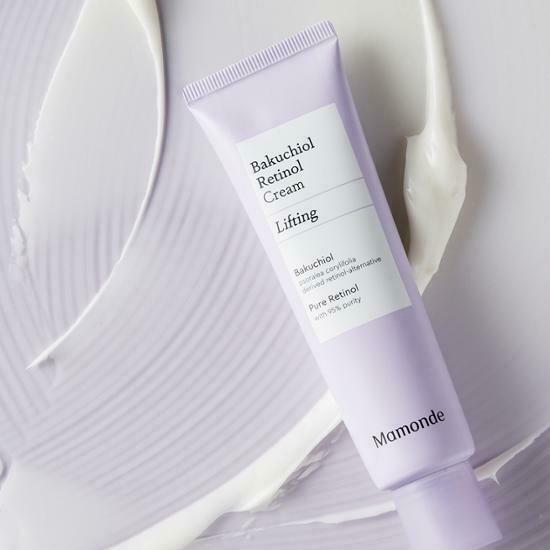 Bakuchiol
Retinol
Cream
Lifting
Bakuchiol
psoralea corylifolia
derived retinol-alternative
Pure Retinol
with 95% purity
Mamonde